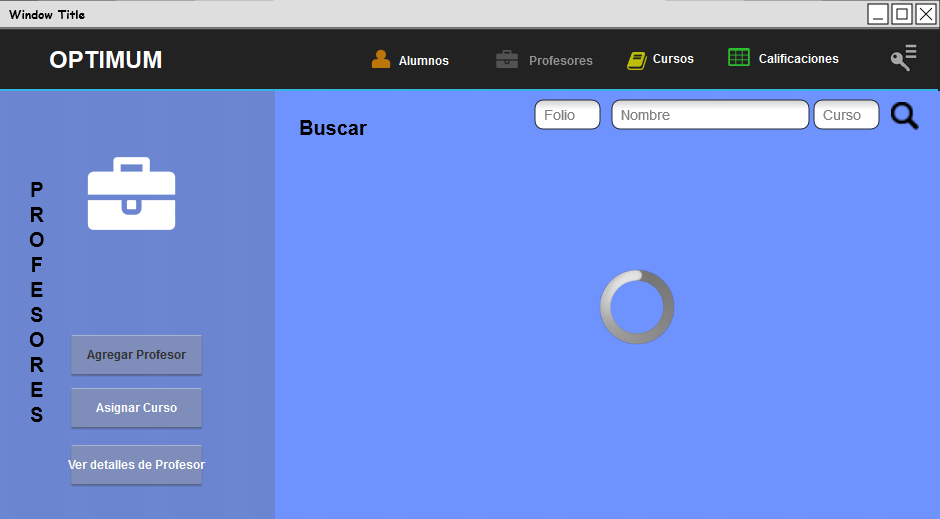 Window Title
OPTIMUM
Alumnos
Profesores
Cursos
Calificaciones
Buscar
Folio
Nombre
Curso
PROFESORES
Agregar Profesor
Asignar Curso
Ver detalles de Profesor